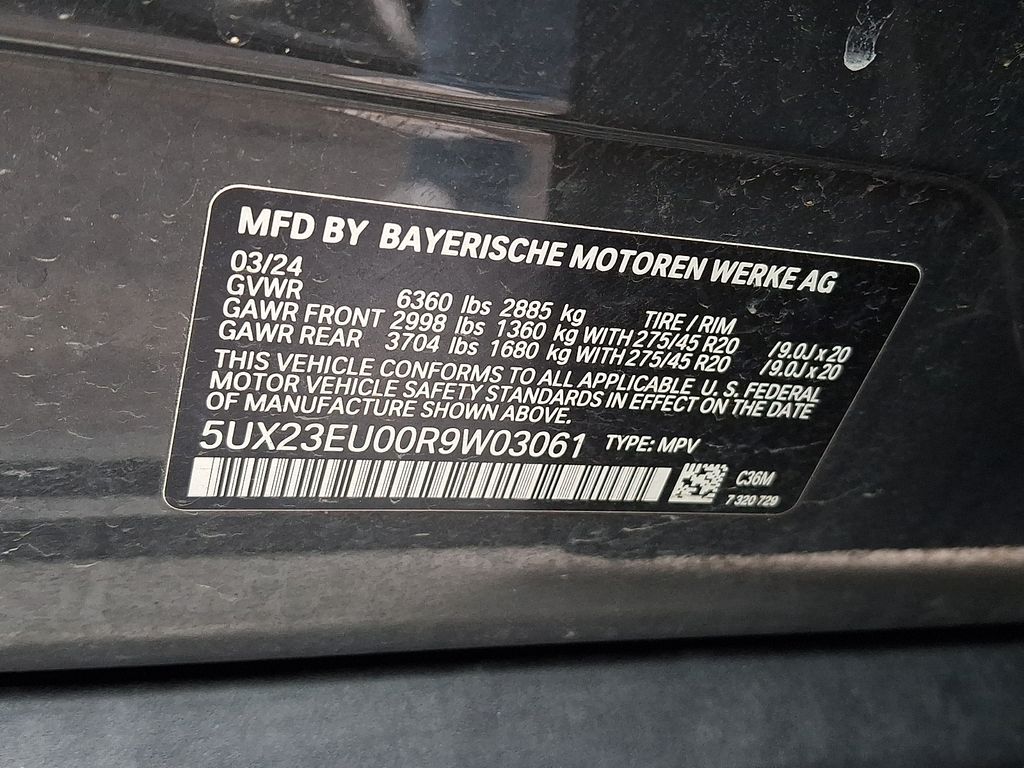 MFD BY BAYERISCHE MOTOREN WERKE AG
03/24
GVWR 6360 lbs 2885 kg TIRE / RIM
GAWR FRONT 2998 lbs 1360 kg WITH 275/45 R20 /9.0J x 20
GAWR REAR 3704 lbs 1680 kg WITH 275/45 R20 /9.0J x 20
THIS VEHICLE CONFORMS TO ALL APPLICABLE U. S. FEDERAL
MOTOR VEHICLE SAFETY STANDARDS IN EFFECT ON THE DATE
OF MANUFACTURE SHOWN ABOVE.
5UX23EU00R9W03061 TYPE: MPV
C36M
7 320 729